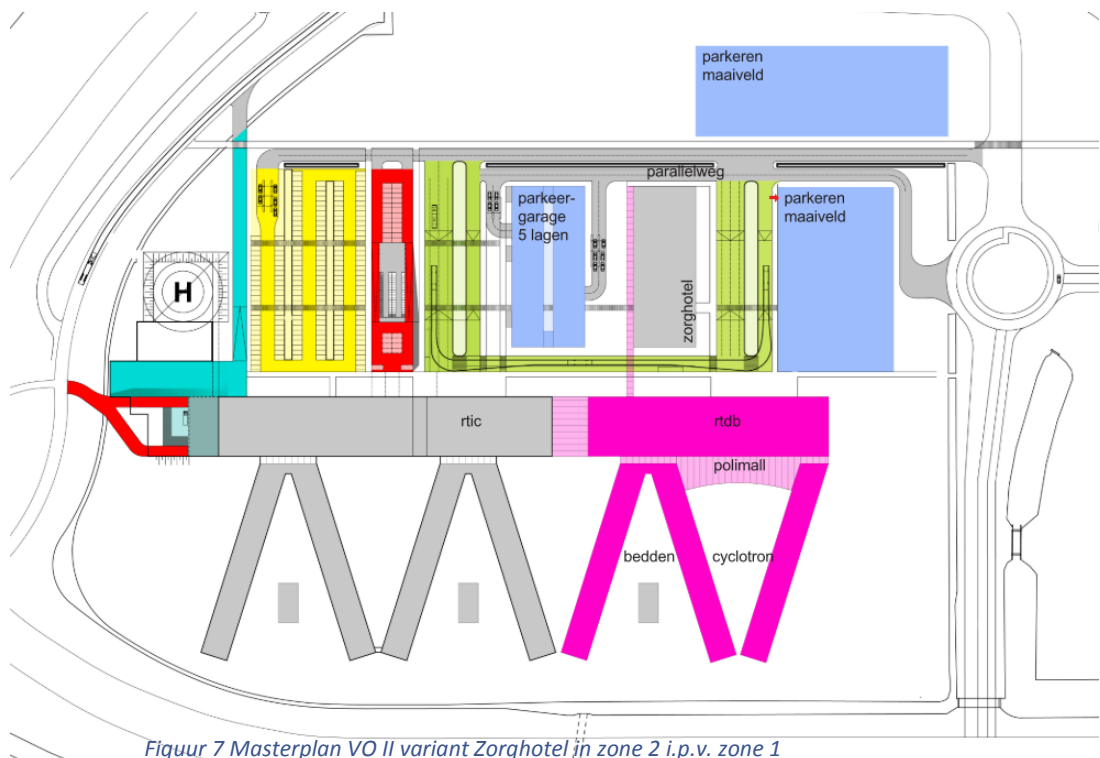 parkeren
maaiveld
parallelweg
parkeer-
garage
5 lagen
parkeren
maaiveld
zorghotel
H
rtic
rtdb
polimall
bedden
cyclotron
Figuur 7 Masterplan VO II variant Zorghotel in zone 2 i.p.v. zone 1